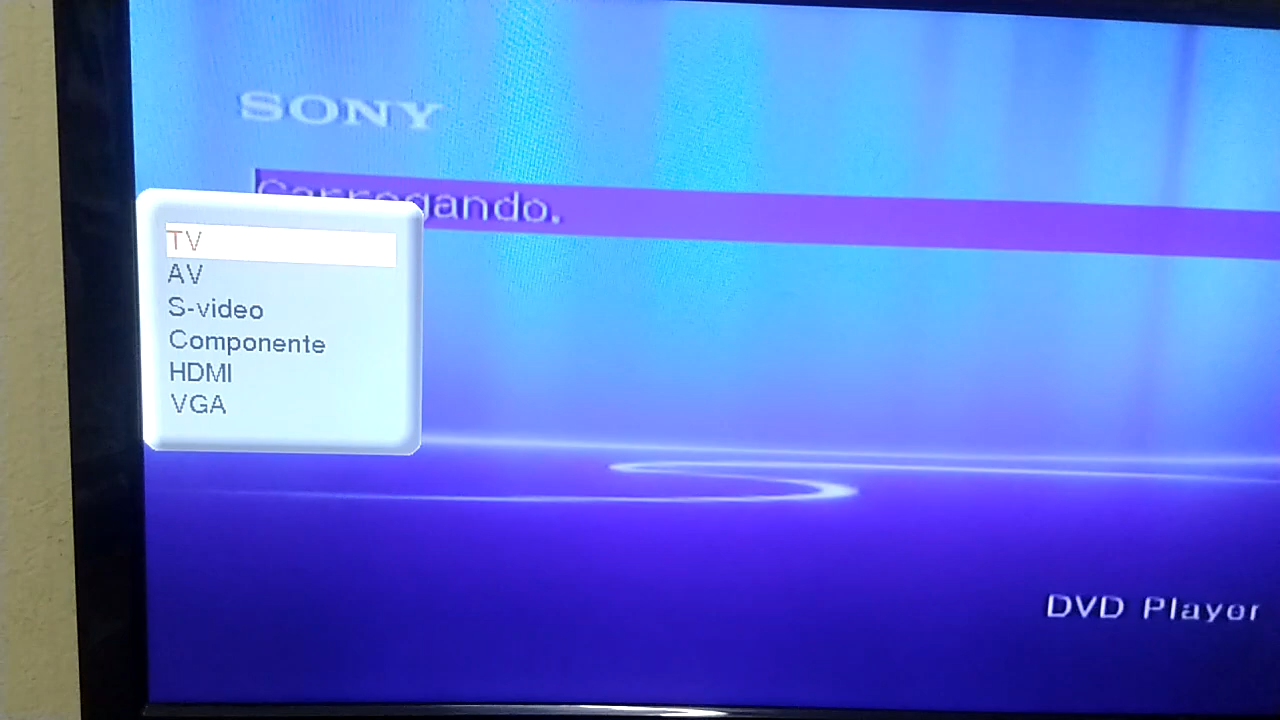 SONY
Carregando.
TV
AV
S-video
Componente
HDMI
VGA
DVD Player